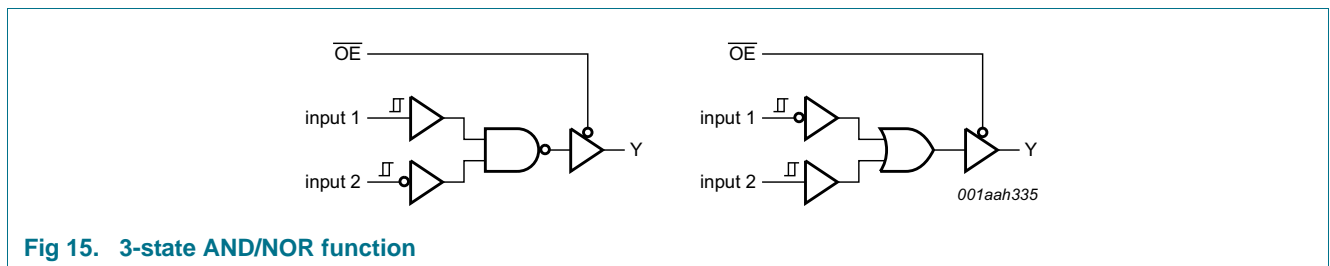 OE OE
input 1 input 1
Y Y
input 2 input 2
001aah335
Fig 15. 3-state AND/NOR function